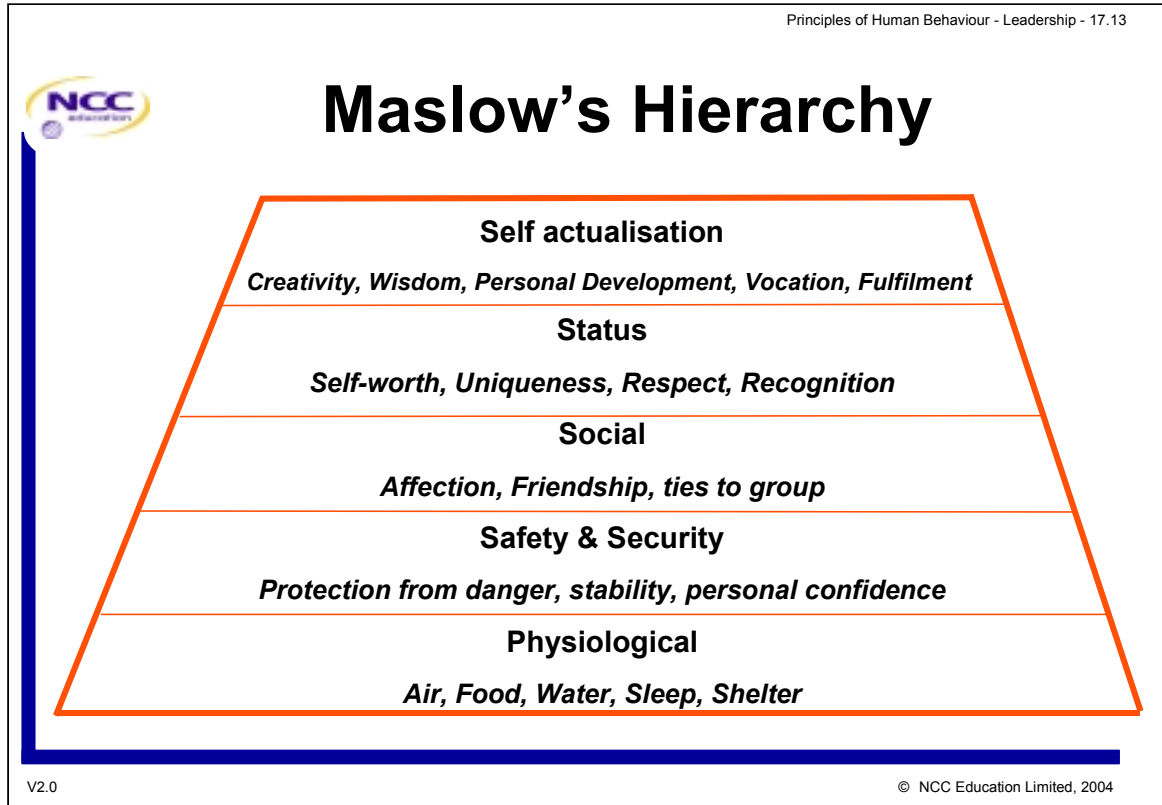 Principles of Human Behaviour - Leadership - 17.13
NCC
education
Maslow’s Hierarchy
Self actualisation
Creativity, Wisdom, Personal Development, Vocation, Fulfilment
Status
Self-worth, Uniqueness, Respect, Recognition
Social
Affection, Friendship, ties to group
Safety & Security
Protection from danger, stability, personal confidence
Physiological
Air, Food, Water, Sleep, Shelter
V2.0
© NCC Education Limited, 2004